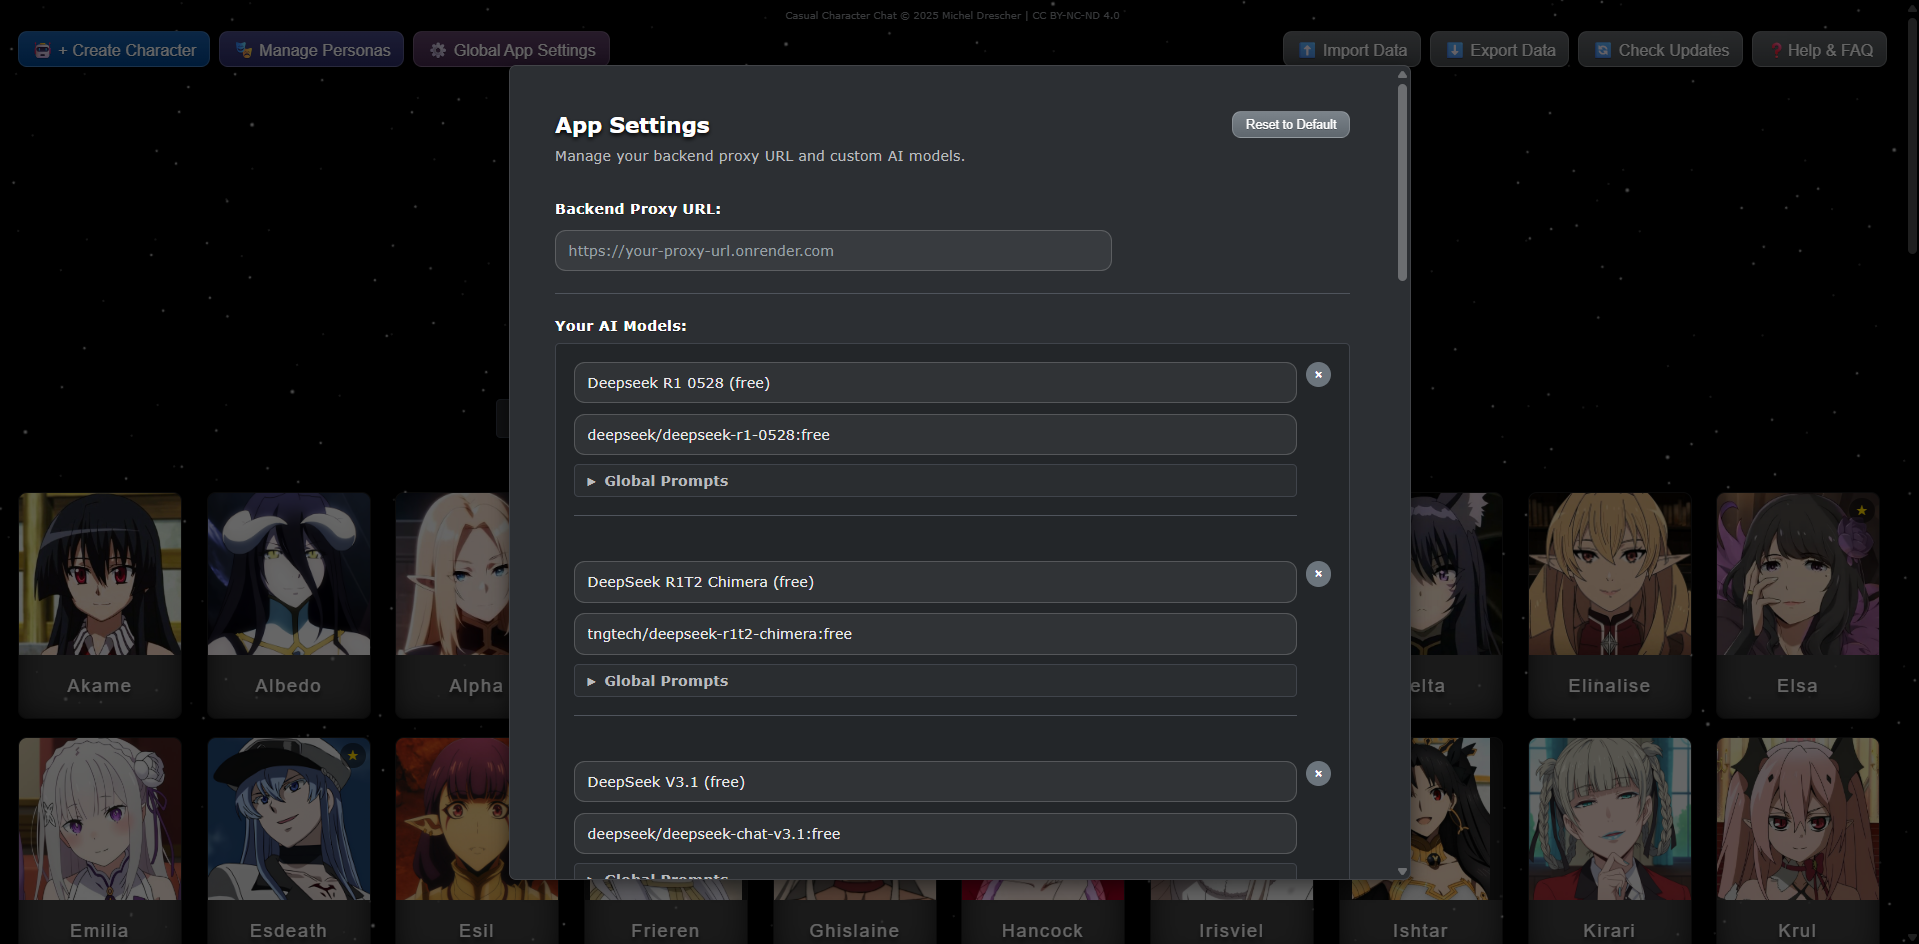 Casual Character Chat © 2025 Michel Drescher | CC BY-NC-ND 4.0
+ Create Character
Manage Personas
Global App Settings
Import Data
Export Data
Check Updates
Help & FAQ
App Settings
Reset to Default
Manage your backend proxy URL and custom AI models.
Backend Proxy URL:
https://your-proxy-url.onrender.com
Your AI Models:
Deepseek R1 0528 (free)
deepseek/deepseek-r1-0528:free
Global Prompts
DeepSeek R1T2 Chimera (free)
tngtech/deepseek-r1t2-chimera:free
Global Prompts
DeepSeek V3.1 (free)
deepseek/deepseek-chat-v3.1:free
Global Prompts
Akame
Albedo
Alpha
elta
Elinalise
Elsa
Emilia
Esdeath
Esil
Frieren
Ghislaine
Hancock
Irisviel
Ishtar
Kirari
Krul